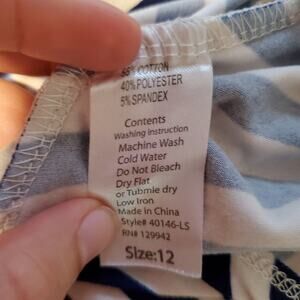 55% COTTON
40% POLYESTER
5% SPANDEX
Contents
Washing instruction
Machine Wash
Cold Water
Do Not Bleach
Dry Flat
or Tubmie dry
Low Iron
Made in China
Style# 40146-LS
RN# 129942
Size:12